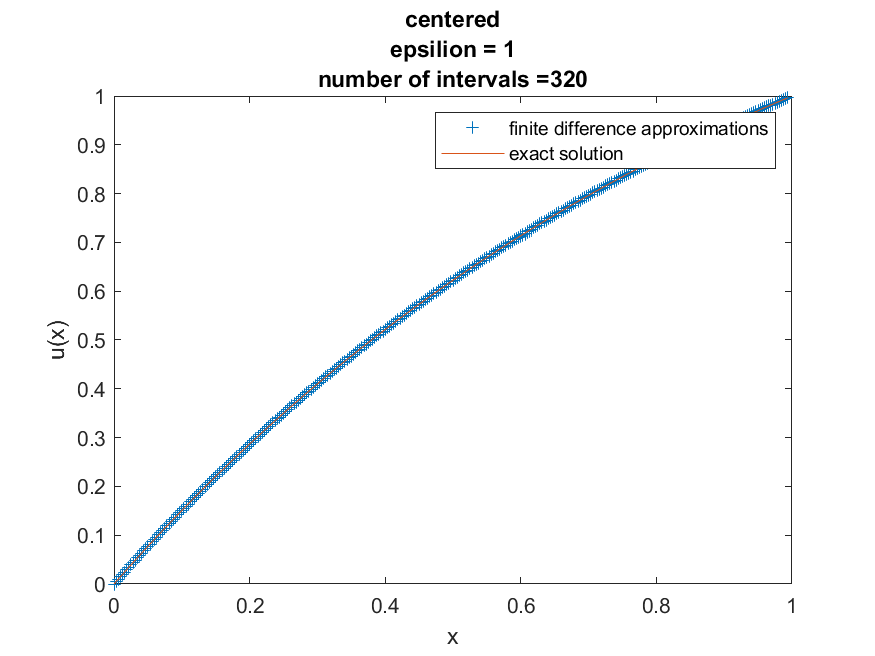 centered
epsilion = 1
number of intervals =320
1
0.9
0.8
0.7
0.6
0.5
0.4
0.3
0.2
0.1
0
u(x)
finite difference approximations
exact solution
0 0.2 0.4 0.6 0.8 1
x